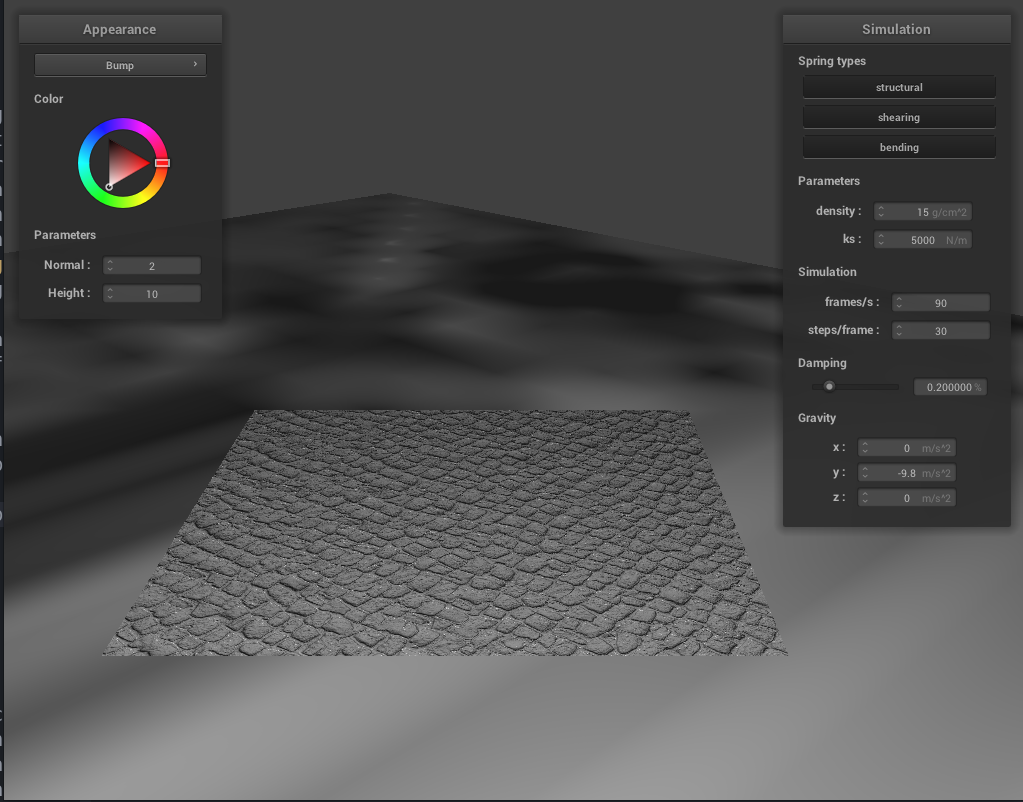 Appearance
Bump
Color
Parameters
Normal : 2
Height : 10
Simulation
Spring types
structural
shearing
bending
Parameters
density : 15 g/cm^2
ks : 5000 N/m
Simulation
frames/s : 90
steps/frame : 30
Damping
0.200000 %
Gravity
x : 0 m/s^2
y : -9.8 m/s^2
z : 0 m/s^2